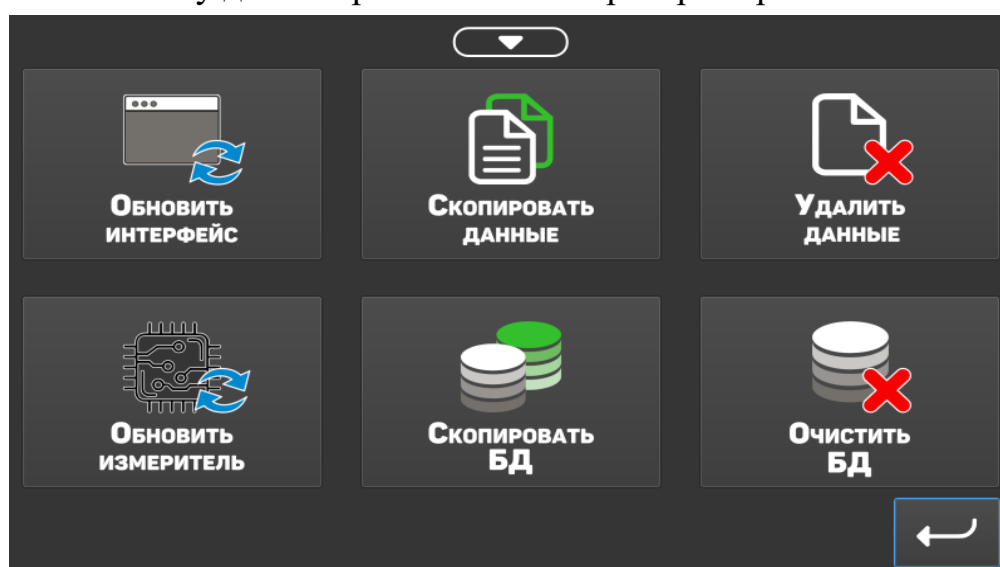 Обновить
интерфейс
Скопировать
данные
Удалить
данные
Обновить
измеритель
Скопировать
БД
Очистить
БД